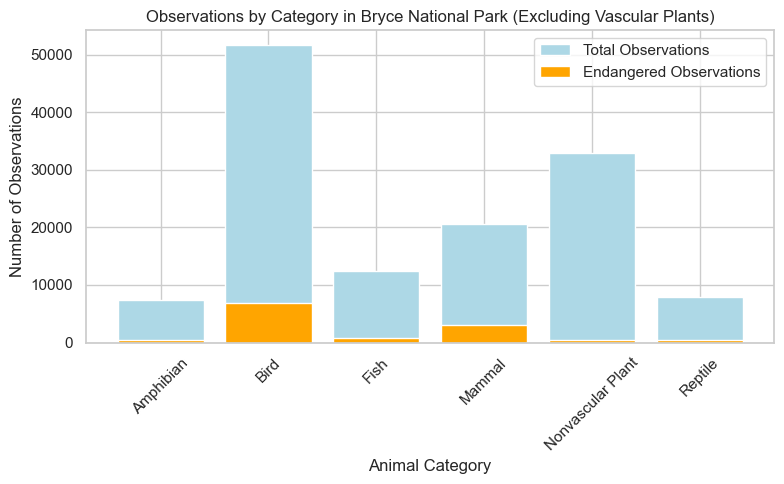 Observations by Category in Bryce National Park (Excluding Vascular Plants)
Total Observations
Endangered Observations
Number of Observations
50000
40000
30000
20000
10000
0
Amphibian
Bird
Fish
Mammal
Nonvascular Plant
Reptile
Animal Category